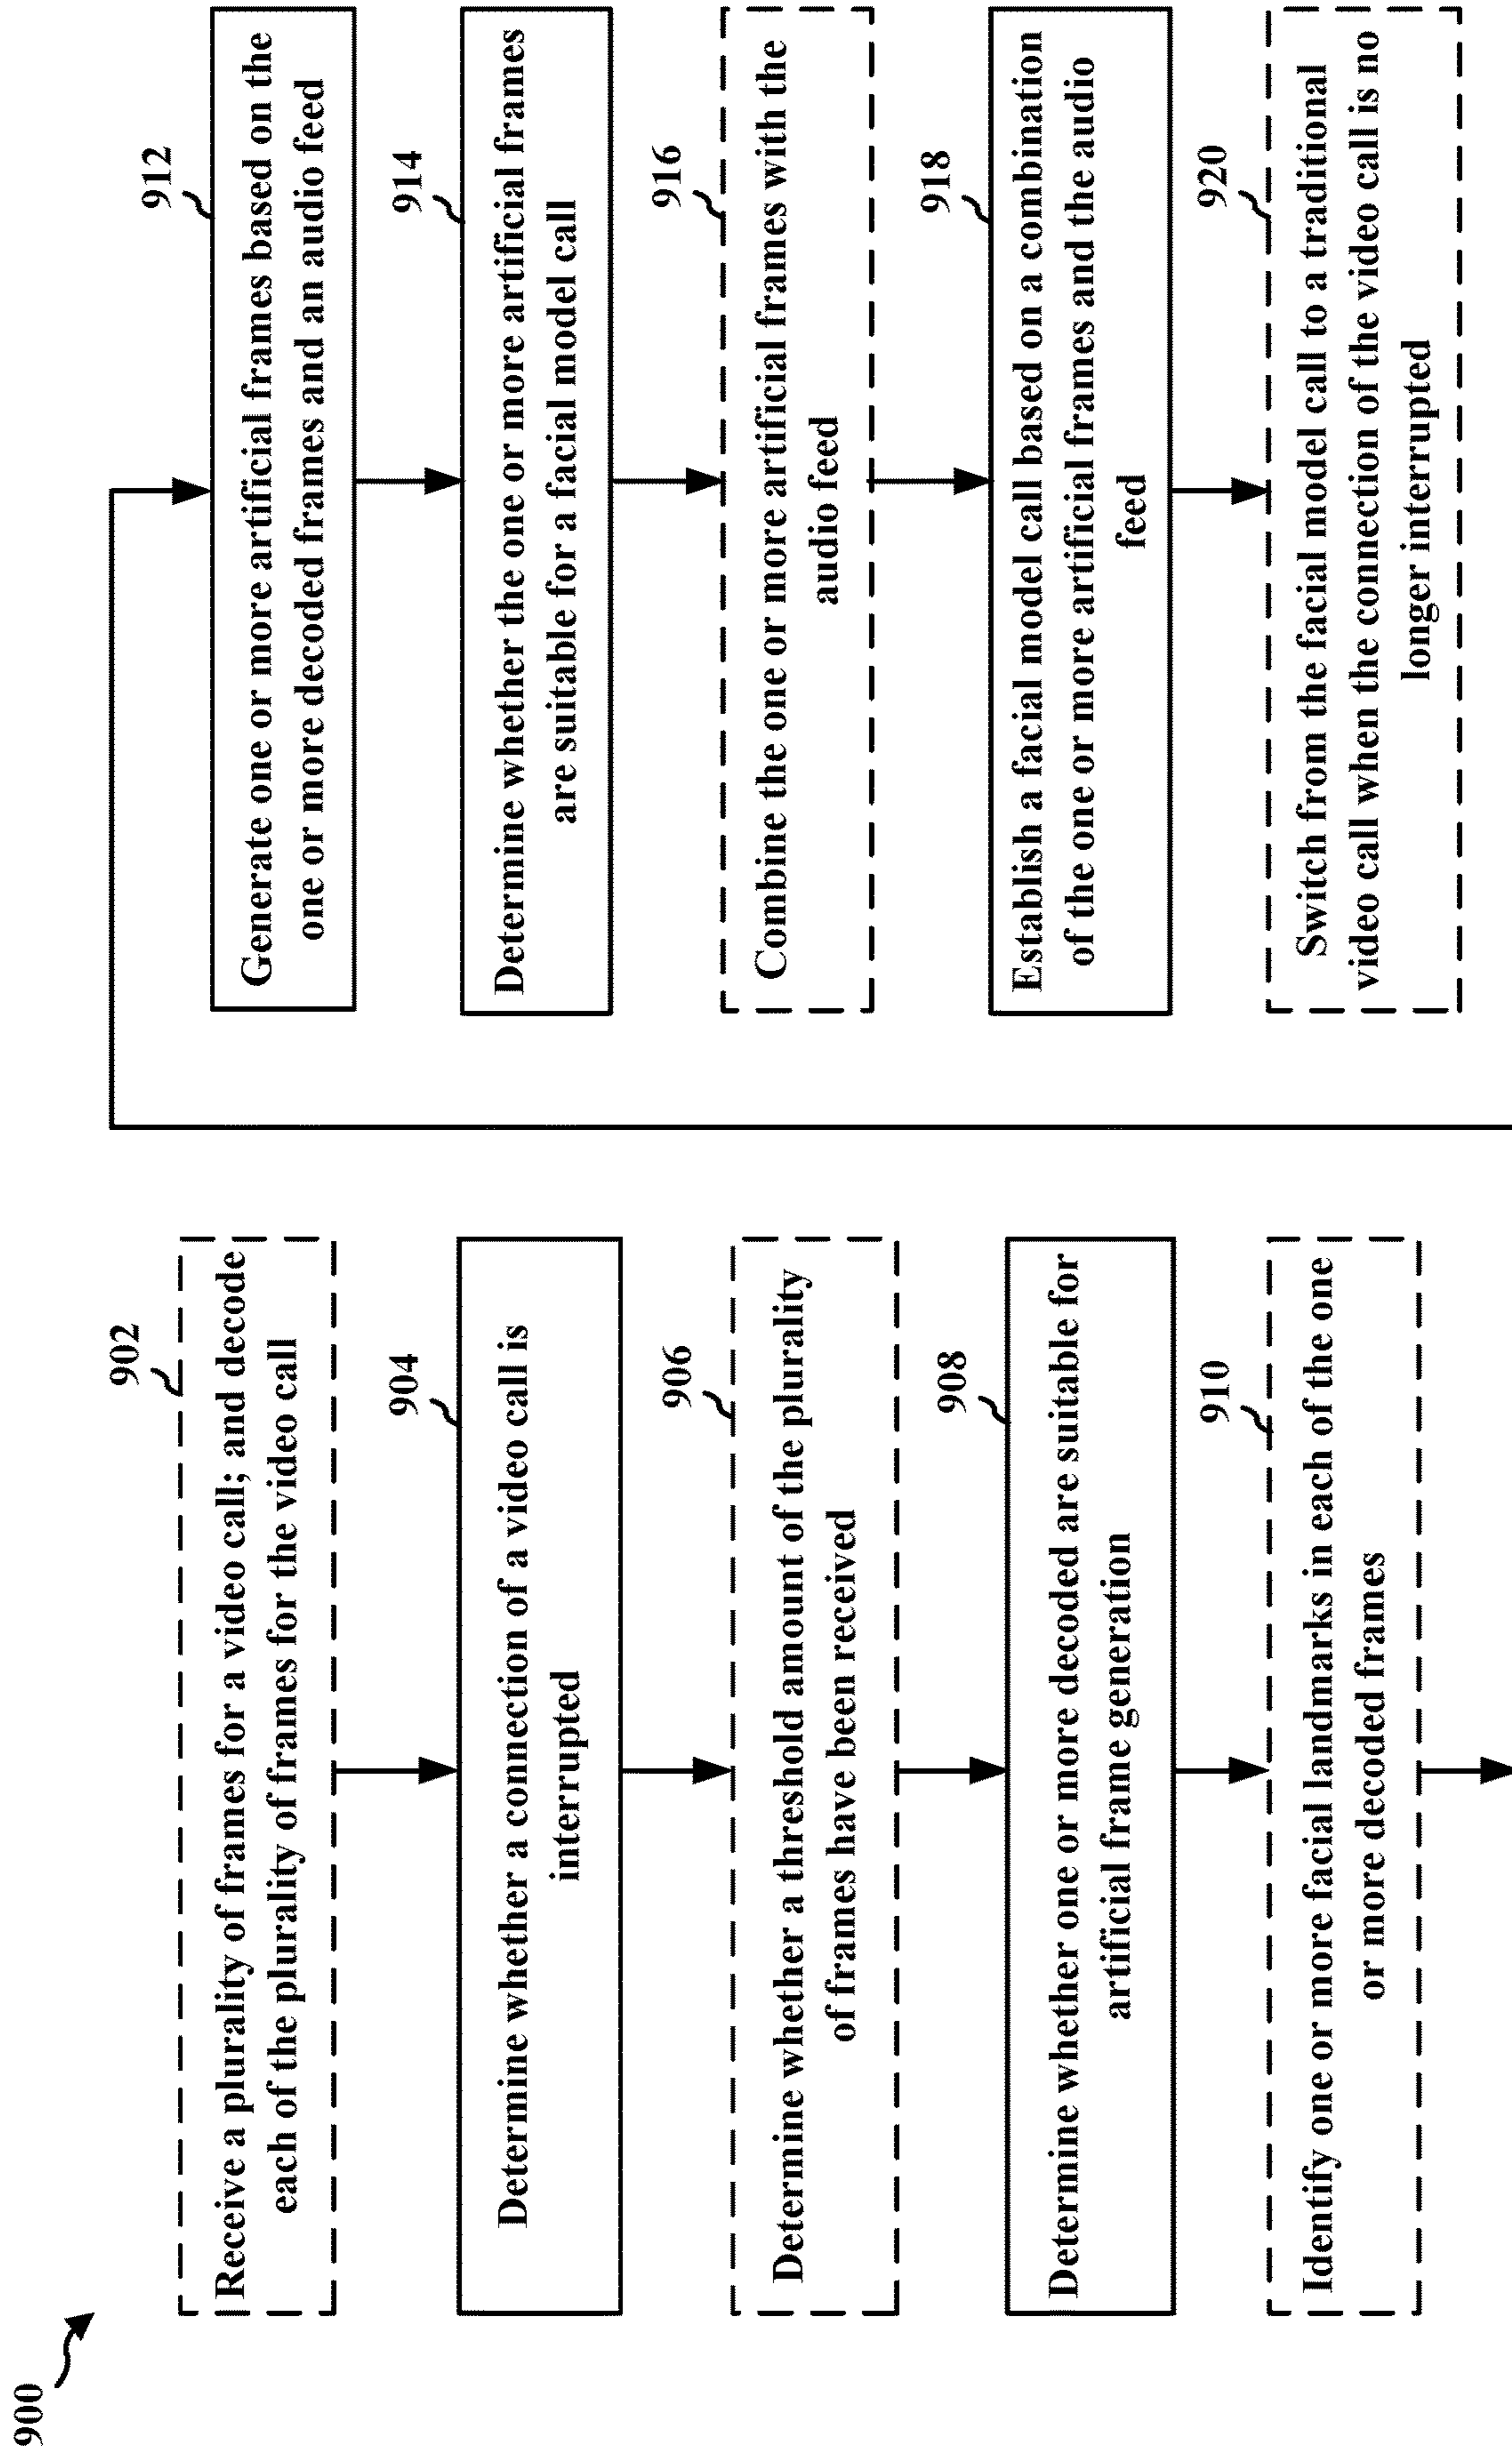 900
902
Receive a plurality of frames for a video call; and decode
each of the plurality of frames for the video call
904
Determine whether a connection of a video call is
interrupted
906
Determine whether a threshold amount of the plurality
of frames have been received
908
Determine whether one or more decoded are suitable for
artificial frame generation
910
Identify one or more facial landmarks in each of the one
or more decoded frames
912
Generate one or more artificial frames based on the
one or more decoded frames and an audio feed
914
Determine whether the one or more artificial frames
are suitable for a facial model call
916
Combine the one or more artificial frames with the
audio feed
918
Establish a facial model call based on a combination
of the one or more artificial frames and the audio
feed
920
Switch from the facial model call to a traditional
video call when the connection of the video call is no
longer interrupted